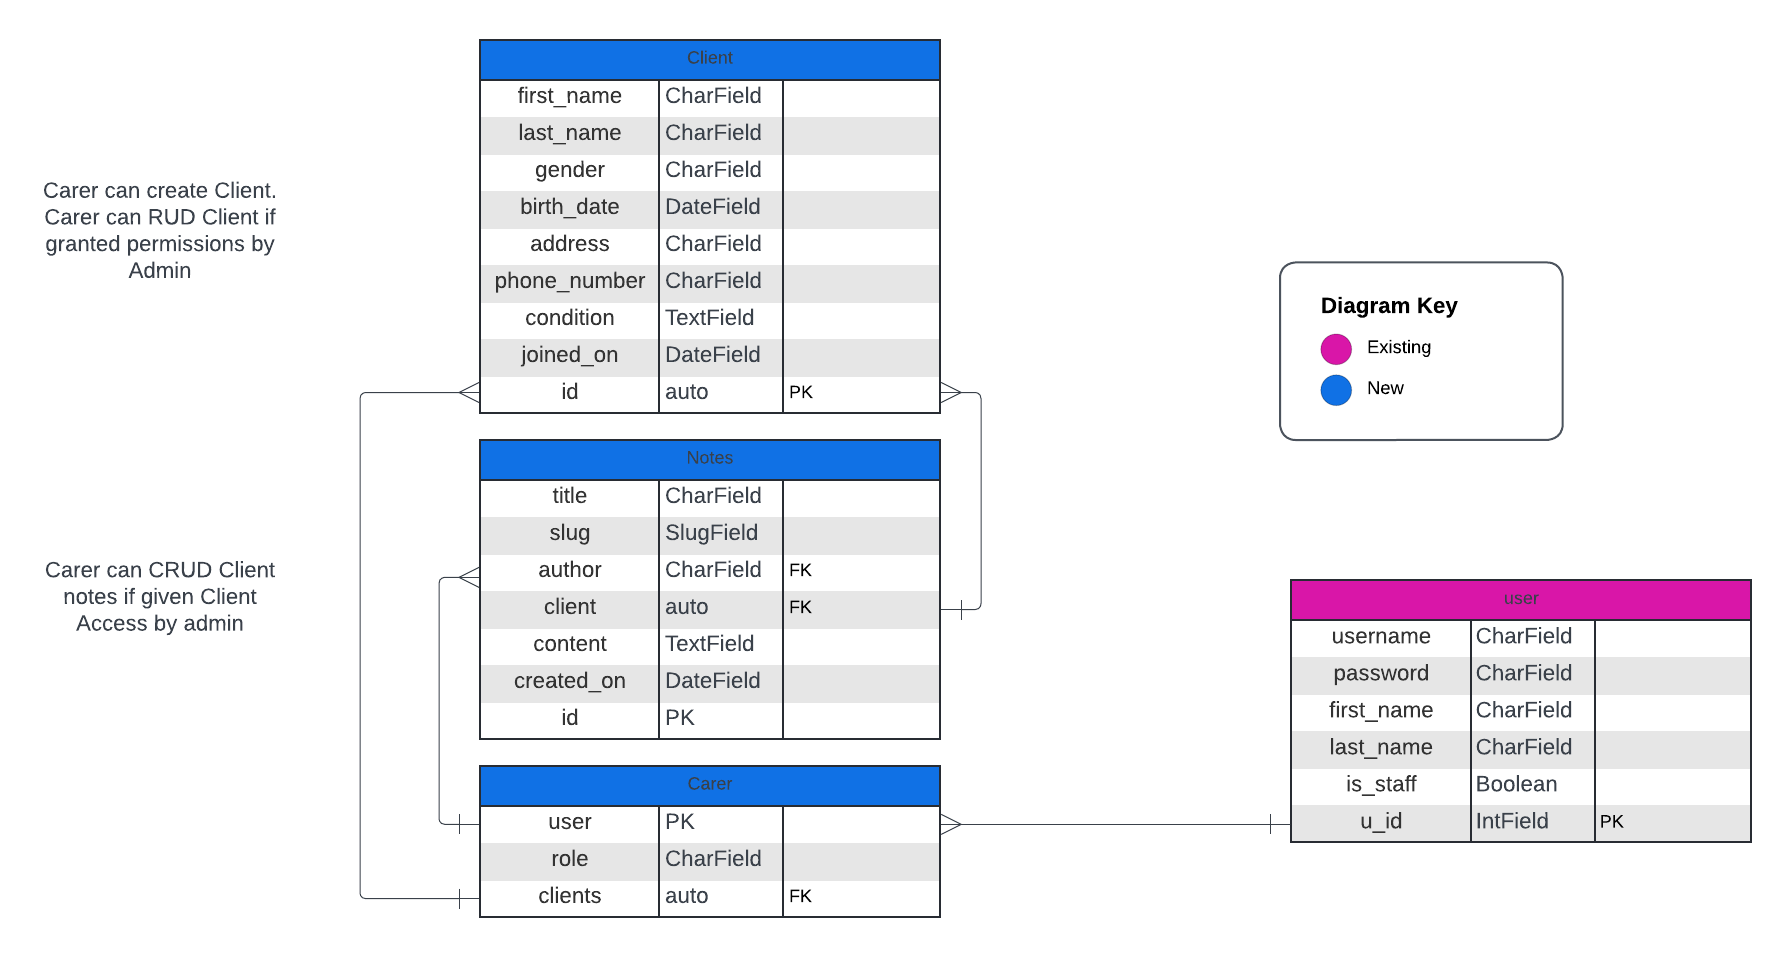 Client
first_name CharField
last_name CharField
gender CharField
birth_date DateField
address CharField
phone_number CharField
condition TextField
joined_on DateField
id auto PK
Carer can create Client.
Carer can RUD Client if
granted permissions by
Admin
Diagram Key
Existing
New
Notes
title CharField
slug SlugField
author CharField FK
client auto FK
content TextField
created_on DateField
id PK
Carer can CRUD Client
notes if given Client
Access by admin
Carer
user PK
role CharField
clients auto FK
user
username CharField
password CharField
first_name CharField
last_name CharField
is_staff Boolean
u_id IntField PK